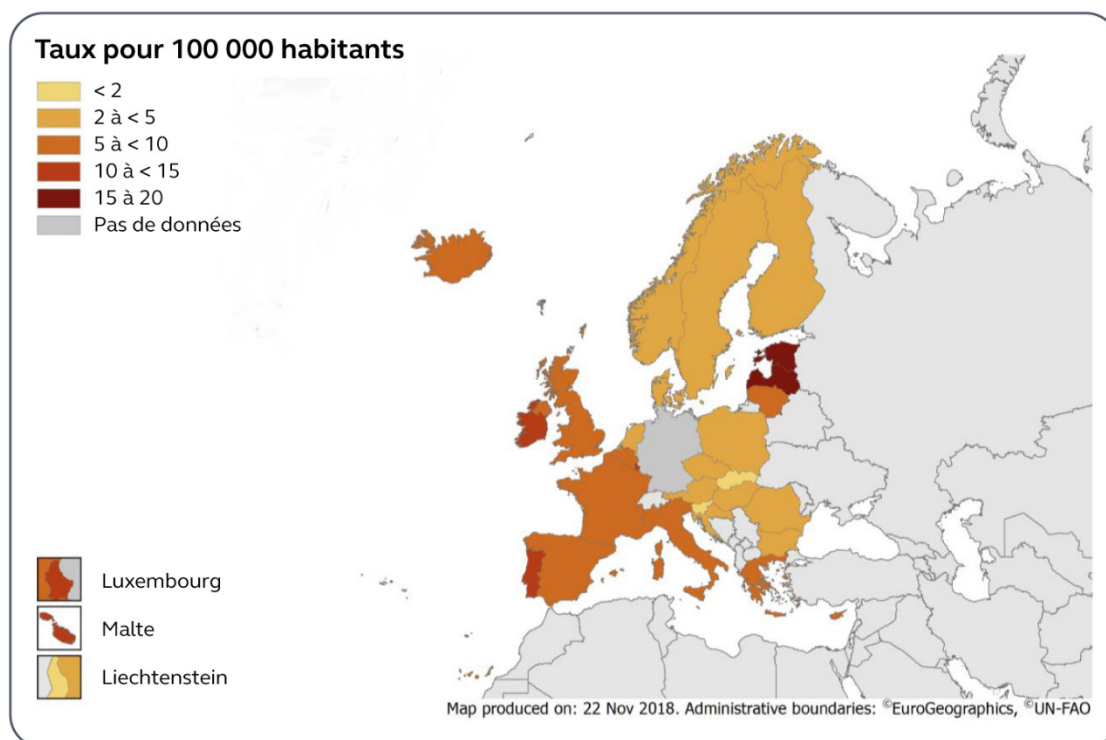 Taux pour 100 000 habitants
< 2
2 à < 5
5 à < 10
10 à < 15
15 à 20
Pas de données
Luxembourg
Malte
Liechtenstein
Map produced on: 22 Nov 2018. Administrative boundaries: ©EuroGeographics, ©UN-FAO